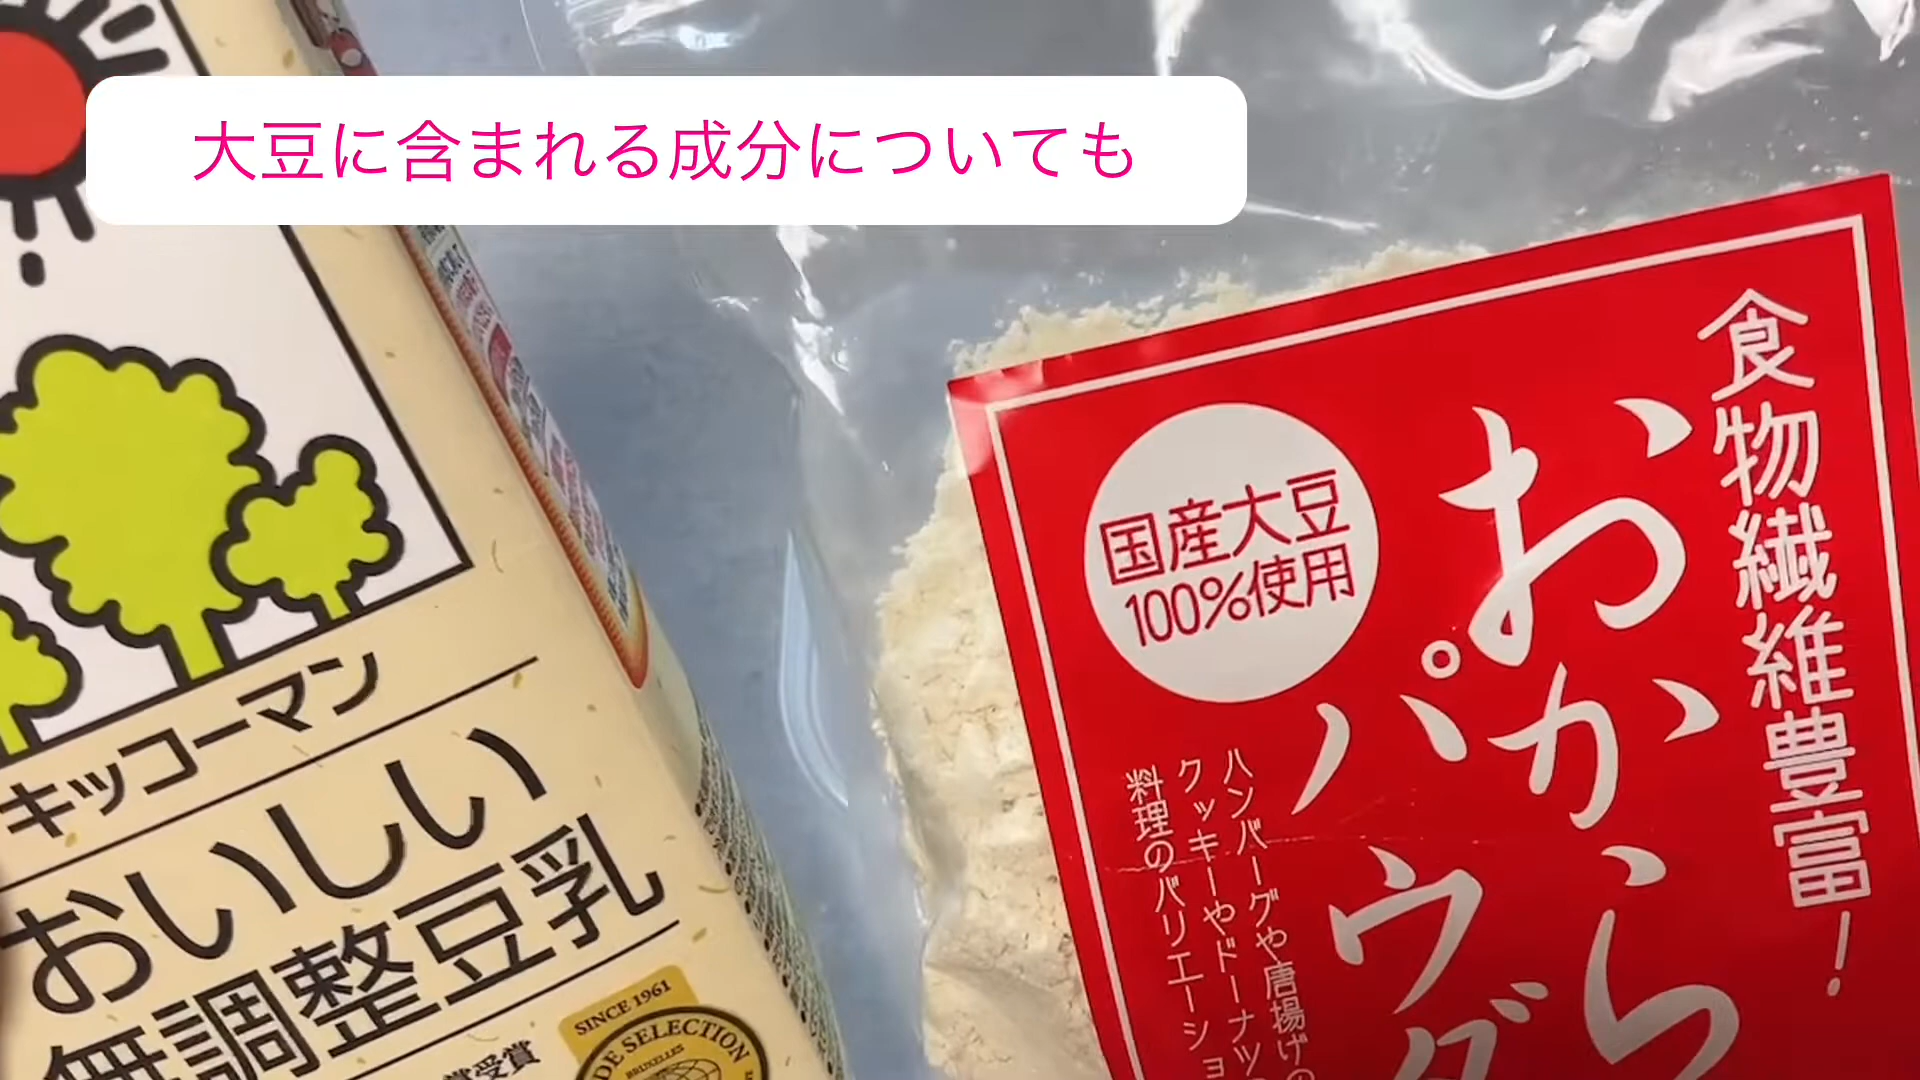 大豆に含まれる成分についても
キッコーマン
おいしい
無調整豆乳
受賞
SINCE 1961
DE SELECTION
BRUXELLES
食物繊維豊富!
おから
パウダ
国産大豆
100%使用
ハンバーグや唐揚げの
クッキーやドーナツ
料理のバリエーショ